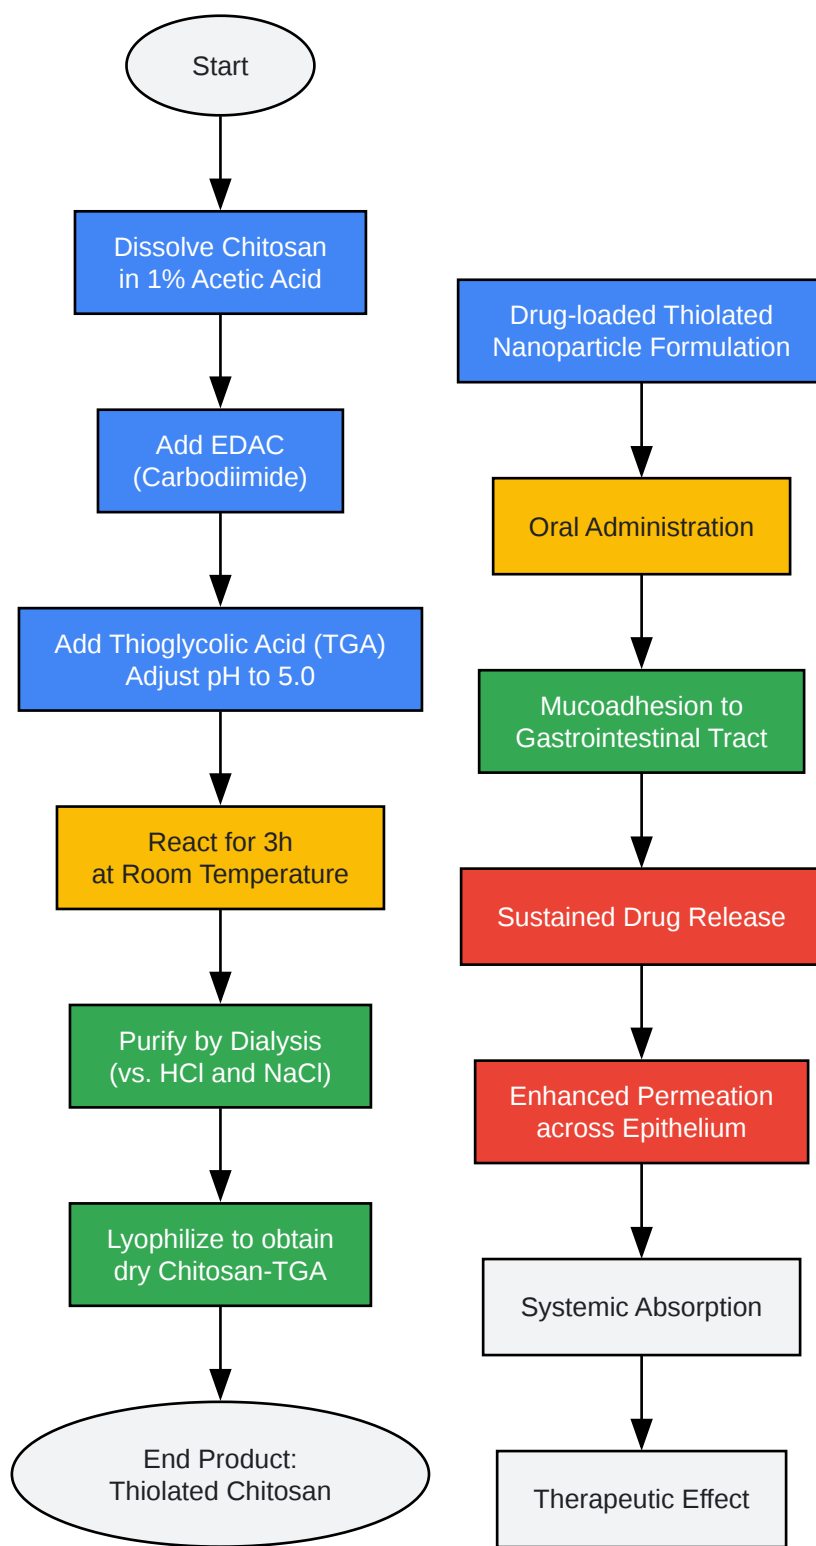 Start
Dissolve Chitosan
in 1% Acetic Acid
Add EDAC
(Carbodiimide)
Add Thioglycolic Acid (TGA)
Adjust pH to 5.0
React for 3h
at Room Temperature
Purify by Dialysis
(vs. HCl and NaCl)
Lyophilize to obtain
dry Chitosan-TGA
End Product:
Thiolated Chitosan
Drug-loaded Thiolated
Nanoparticle Formulation
Oral Administration
Mucoadhesion to
Gastrointestinal Tract
Sustained Drug Release
Enhanced Permeation
across Epithelium
Systemic Absorption
Therapeutic Effect